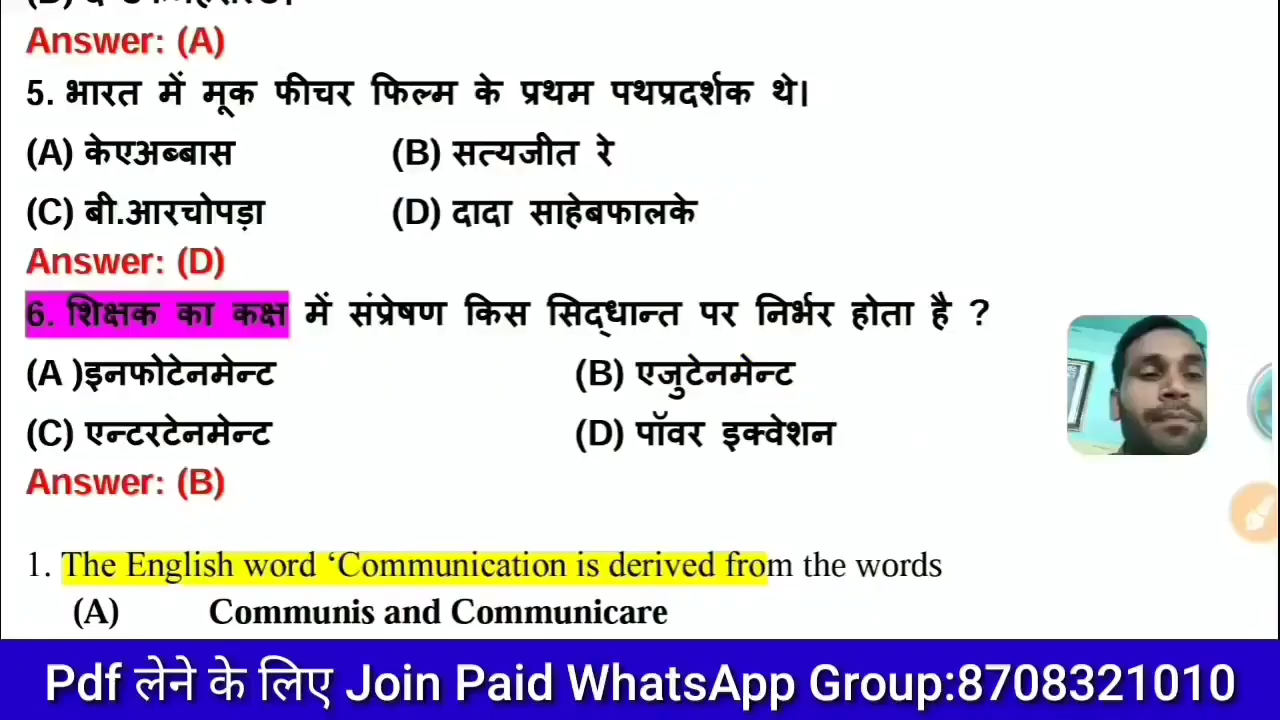 Answer: (A)
5. भारत में मूक फीचर फिल्म के प्रथम पथप्रदर्शक थे।
(A) केएअब्बास (B) सत्यजीत रे
(C) बी.आरचोपड़ा (D) दादा साहेबफालके
Answer: (D)
6. शिक्षक का कक्ष में संप्रेषण किस सिद्धान्त पर निर्भर होता है ?
(A )इनफोटेनमेन्ट (B) एजुटेनमेन्ट
(C) एन्टरटेनमेन्ट (D) पॉवर इक्वेशन
Answer: (B)
1. The English word ‘Communication is derived from the words
(A) Communis and Communicare
Pdf लेने के लिए Join Paid WhatsApp Group:8708321010